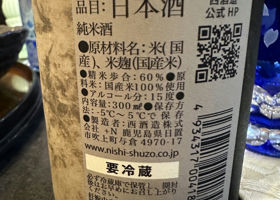 品目:日本酒
純米酒
●原材料名:米(国
産)、米麹(国産米)
●精米歩合:60%●原
料米:国産米100%使用
●アルコール分:15度●
内容量:300㎖●保存方
法:-5℃~5℃で保存
●製造者:西酒造株式会
社 +N 鹿児島県日置
市吹上町与倉4970-17
www.nishi-shuzo.co.jp
要冷蔵
公式HP